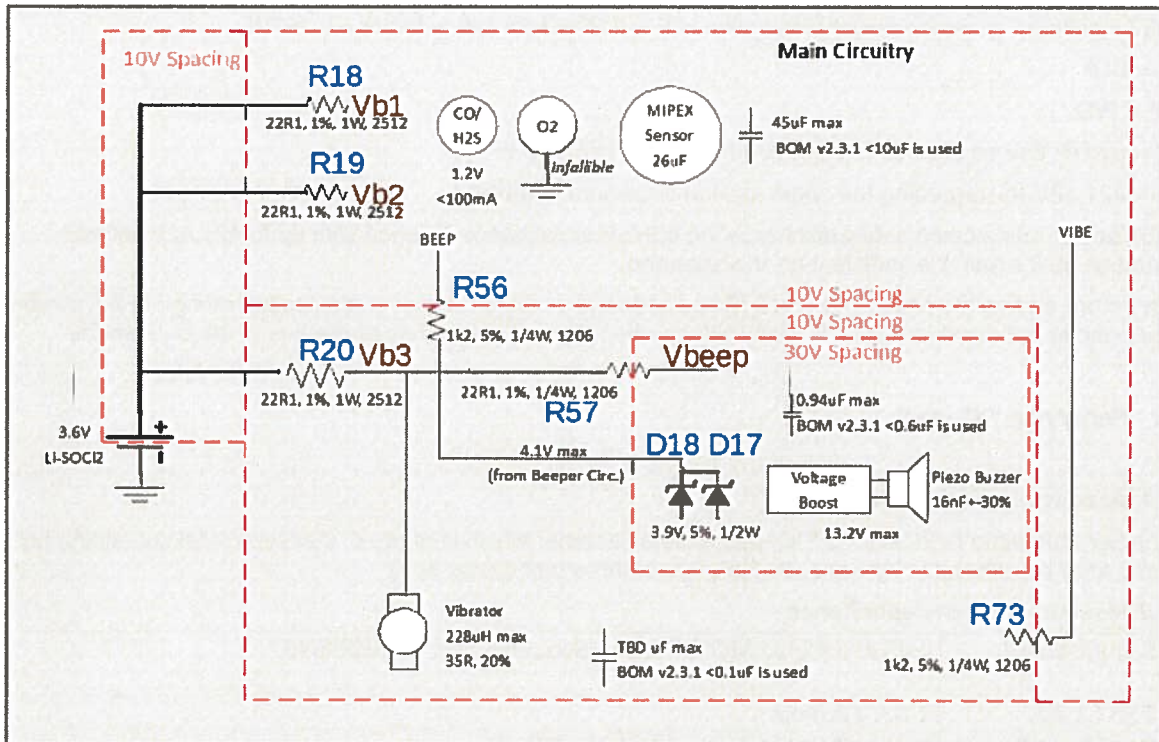 Main Circuitry
10V Spacing
R18
Vb1
22R1, 1%, 1W, 2512
CO/
H2S
1.2V
<100mA
O2
infallible
MIPEX
Sensor
26uF
45uF max
BOM v2.3.1 <10uF is used
R19
Vb2
22R1, 1%, 1W, 2512
BEEP
VIBE
R56
1k2, 5%, 1/4W, 1206
10V Spacing
10V Spacing
30V Spacing
R20
Vb3
22R1, 1%, 1W, 2512
22R1, 1%, 1/4W, 1206
R57
Vbeep
0.94uF max
BOM v2.3.1 <0.6uF is used
3.6V
Li-SOCl2
+
4.1V max
(from Beeper Circ.)
D18 D17
3.9V, 5%, 1/2W
Voltage
Boost
13.2V max
Piezo Buzzer
16nF+-30%
Vibrator
228uH max
35R, 20%
TBD uf max
BOM v2.3.1 <0.1uF is used
R73
1k2, 5%, 1/4W, 1206